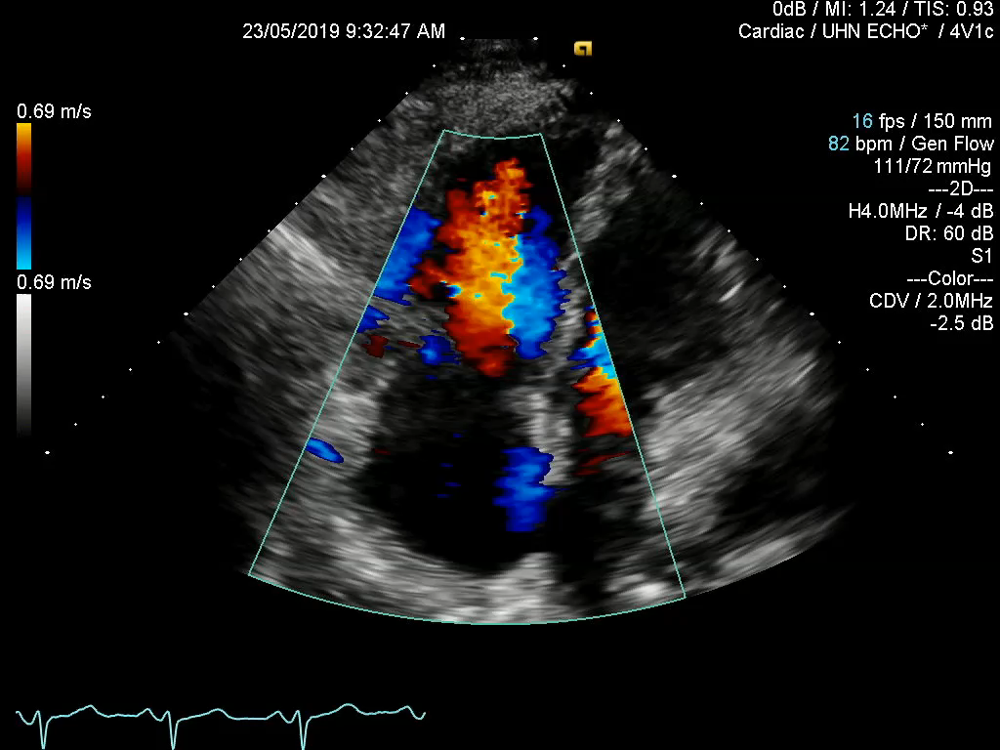 0dB / MI: 1.24 / TIS: 0.93
23/05/2019 9:32:47 AM
Cardiac / UHN ECHO* / 4V1c
0.69 m/s
16 fps / 150 mm
82 bpm / Gen Flow
111/72 mmHg
---2D---
H4.0MHz / -4 dB
DR: 60 dB
S1
0.69 m/s
---Color---
CDV / 2.0MHz
-2.5 dB